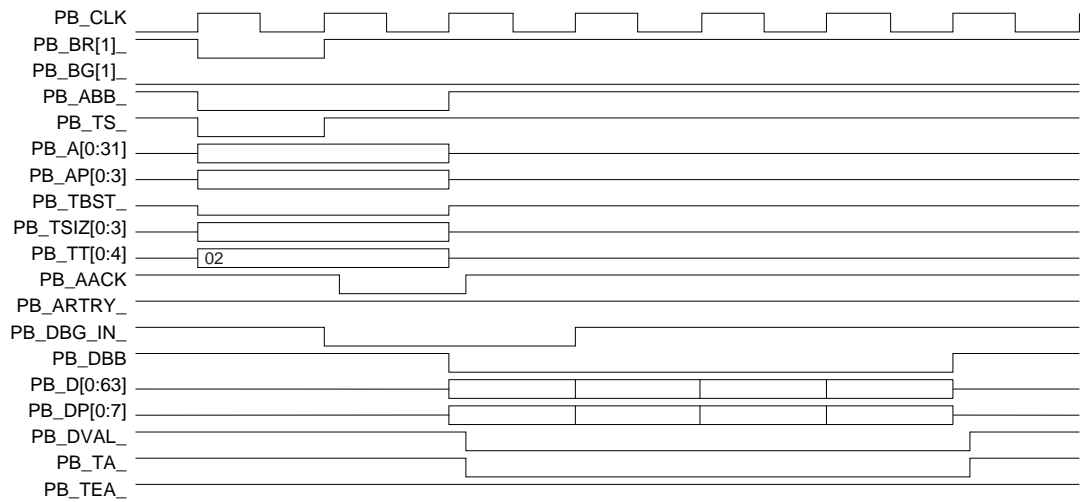 PB_CLK
PB_BR[1]_
PB_BG[1]_
PB_ABB_
PB_TS_
PB_A[0:31]
PB_AP[0:3]
PB_TBST_
PB_TSIZ[0:3]
PB_TT[0:4] 02
PB_AACK
PB_ARTRY_
PB_DBG_IN_
PB_DBB
PB_D[0:63]
PB_DP[0:7]
PB_DVAL_
PB_TA_
PB_TEA_